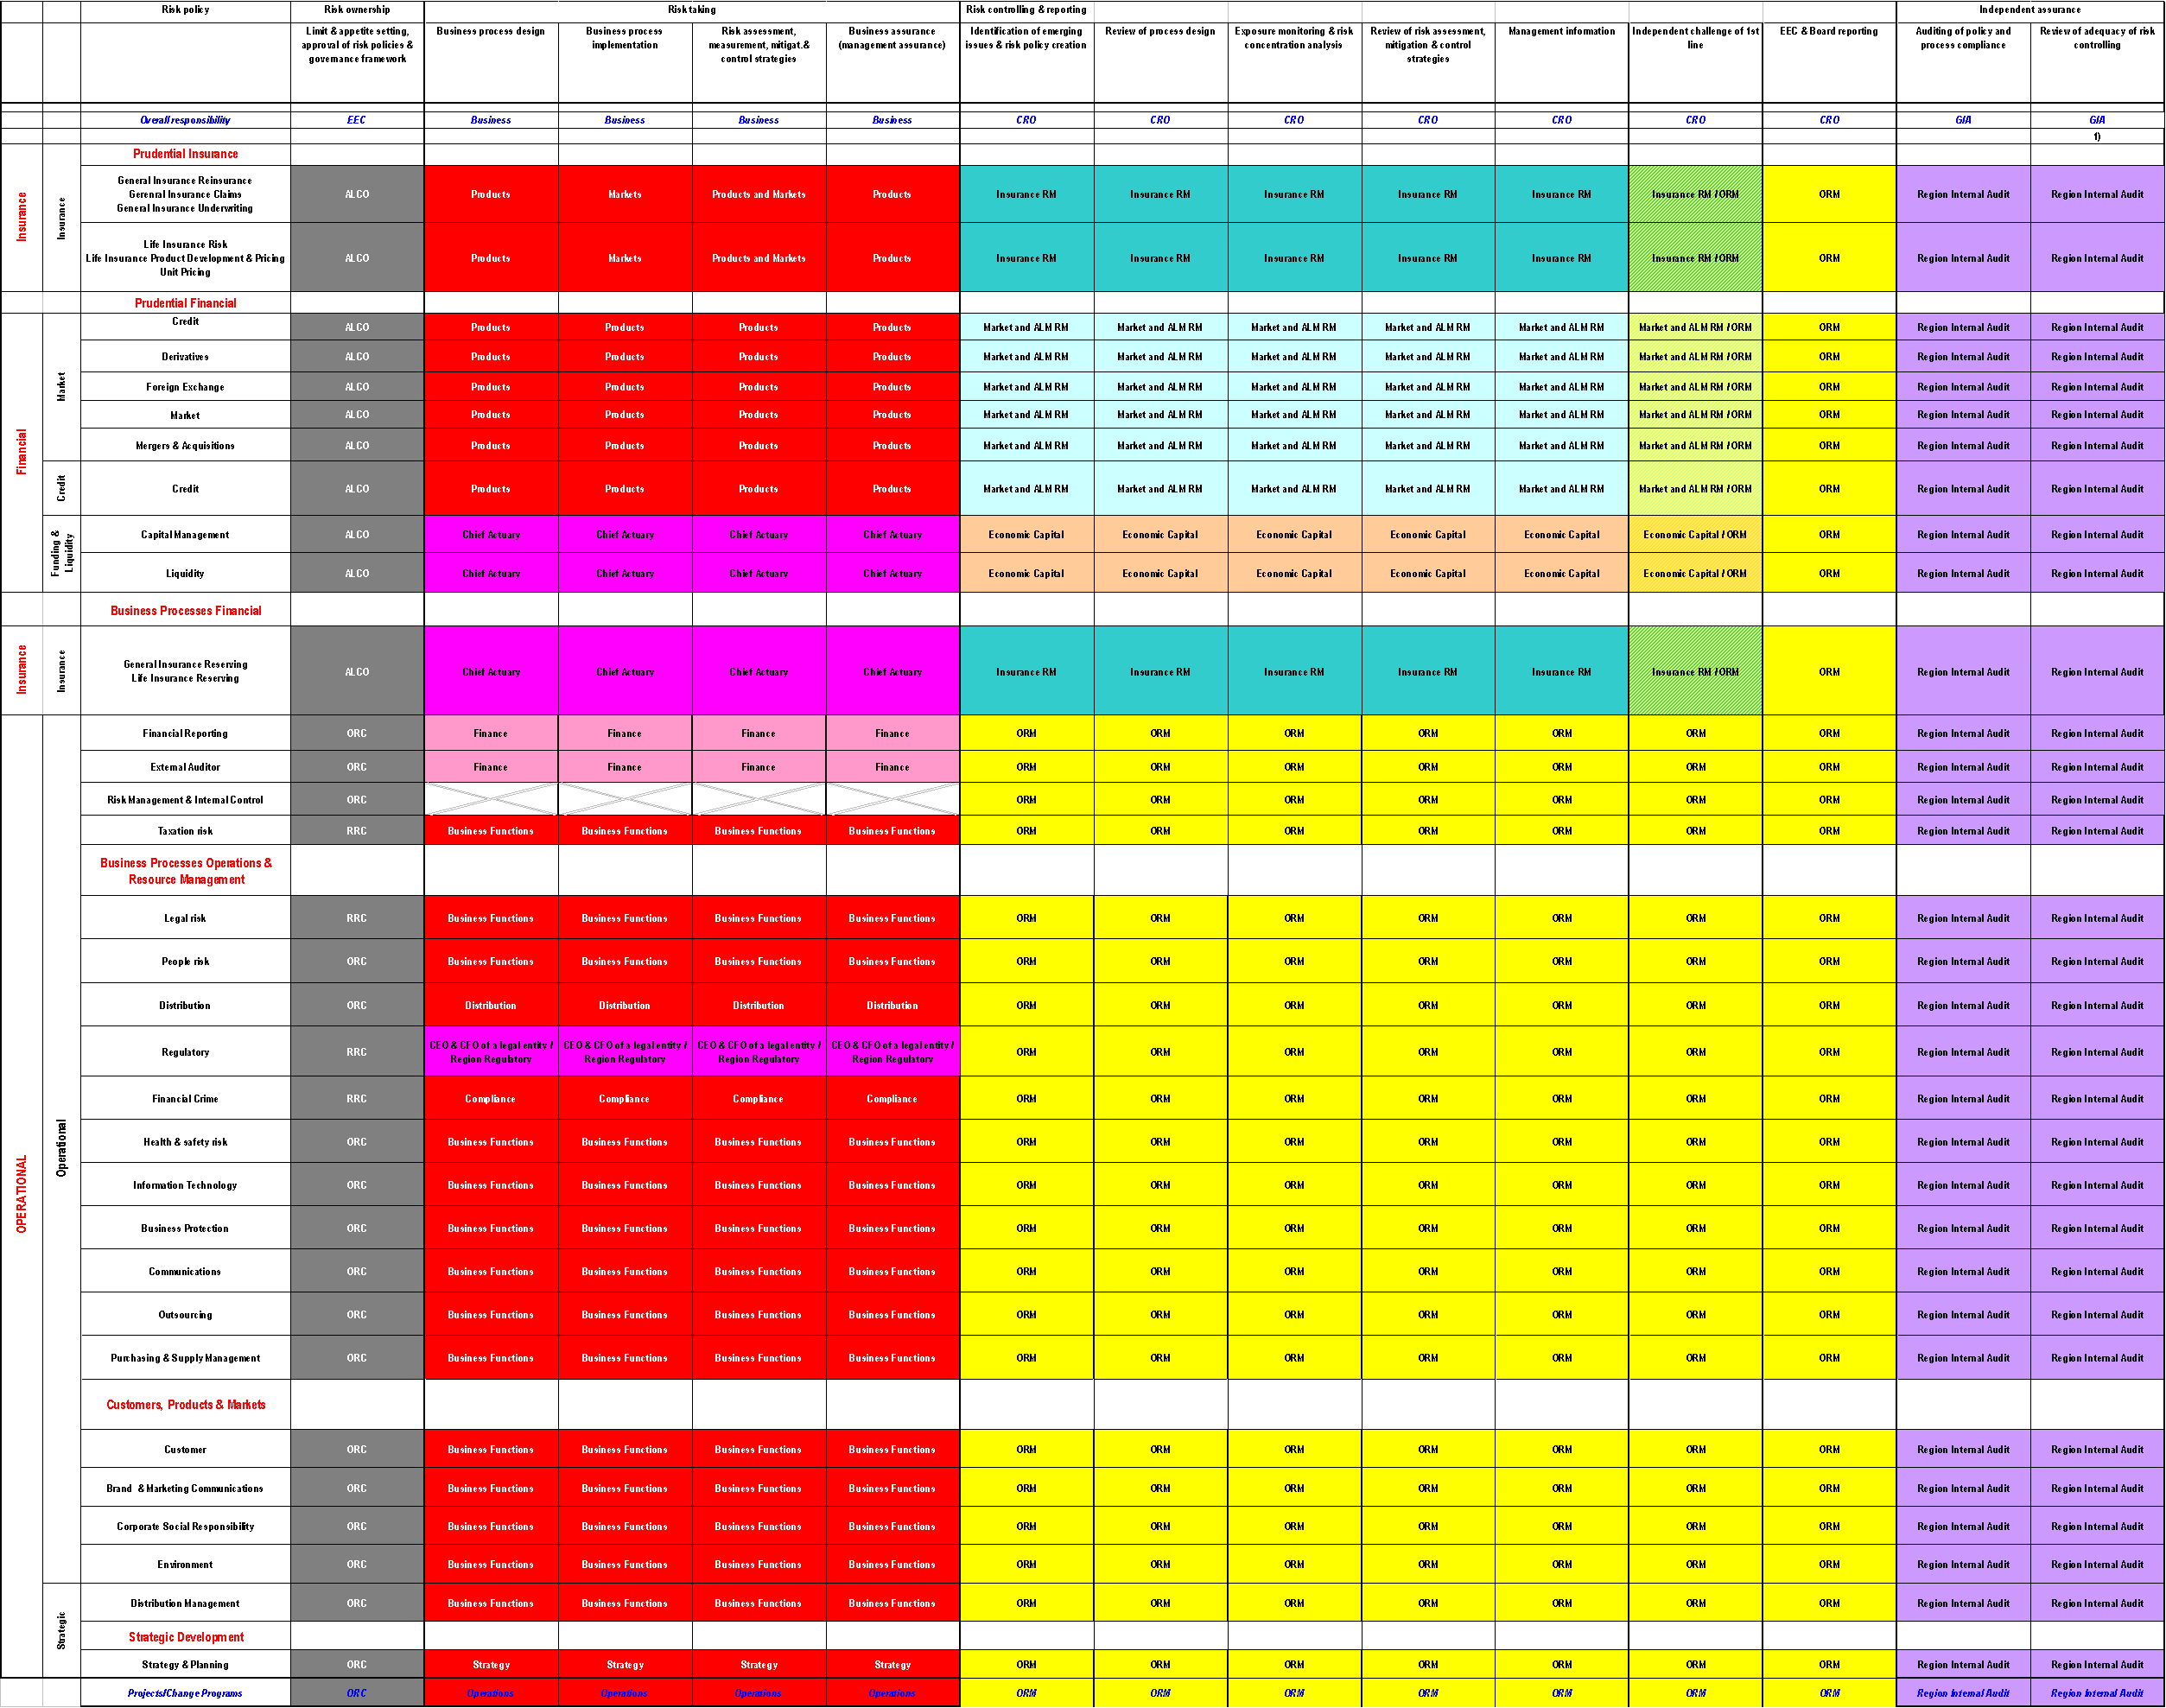 Risk policy Risk ownership Risk taking Risk controlling & reporting Independent assurance
Limit & appetite setting, approval of risk policies & governance framework Business process design Business process implementation Risk assessment, measurement, mitigat.& control strategies Business assurance (management assurance) Identification of emerging issues & risk policy creation Review of process design Exposure monitoring & risk concentration analysis Review of risk assessment, mitigation & control strategies Management information Independent challenge of 1st line EEC & Board reporting Auditing of policy and process compliance Review of adequacy of risk controlling
Overall responsibility EEC Business Business Business Business CRO CRO CRO CRO CRO CRO CRO GIA GIA
1)
Prudential Insurance
Insurance Insurance General Insurance Reinsurance Gerenral Insurance Claims General Insurance Underwriting ALCO Products Markets Products and Markets Products Insurance RM Insurance RM Insurance RM Insurance RM Insurance RM Insurance RM / ORM ORM Region Internal Audit Region Internal Audit
Life Insurance Risk Life Insurance Product Development & Pricing Unit Pricing ALCO Products Markets Products and Markets Products Insurance RM Insurance RM Insurance RM Insurance RM Insurance RM Insurance RM / ORM ORM Region Internal Audit Region Internal Audit
Prudential Financial
Financial Market Credit ALCO Products Products Products Products Market and ALM RM Market and ALM RM Market and ALM RM Market and ALM RM Market and ALM RM Market and ALM RM / ORM ORM Region Internal Audit Region Internal Audit
Derivatives ALCO Products Products Products Products Market and ALM RM Market and ALM RM Market and ALM RM Market and ALM RM Market and ALM RM Market and ALM RM / ORM ORM Region Internal Audit Region Internal Audit
Foreign Exchange ALCO Products Products Products Products Market and ALM RM Market and ALM RM Market and ALM RM Market and ALM RM Market and ALM RM Market and ALM RM / ORM ORM Region Internal Audit Region Internal Audit
Market ALCO Products Products Products Products Market and ALM RM Market and ALM RM Market and ALM RM Market and ALM RM Market and ALM RM Market and ALM RM / ORM ORM Region Internal Audit Region Internal Audit
Mergers & Acquisitions ALCO Products Products Products Products Market and ALM RM Market and ALM RM Market and ALM RM Market and ALM RM Market and ALM RM Market and ALM RM / ORM ORM Region Internal Audit Region Internal Audit
Credit Credit ALCO Products Products Products Products Market and ALM RM Market and ALM RM Market and ALM RM Market and ALM RM Market and ALM RM Market and ALM RM / ORM ORM Region Internal Audit Region Internal Audit
Funding & Liquidity Capital Management ALCO Chief Actuary Chief Actuary Chief Actuary Chief Actuary Economic Capital Economic Capital Economic Capital Economic Capital Economic Capital Economic Capital / ORM ORM Region Internal Audit Region Internal Audit
Liquidity ALCO Chief Actuary Chief Actuary Chief Actuary Chief Actuary Economic Capital Economic Capital Economic Capital Economic Capital Economic Capital Economic Capital / ORM ORM Region Internal Audit Region Internal Audit
Business Processes Financial
Insurance Insurance General Insurance Reserving Life Insurance Reserving ALCO Chief Actuary Chief Actuary Chief Actuary Chief Actuary Insurance RM Insurance RM Insurance RM Insurance RM Insurance RM Insurance RM / ORM ORM Region Internal Audit Region Internal Audit
OPERATIONAL Operational Financial Reporting ORC Finance Finance Finance Finance ORM ORM ORM ORM ORM ORM ORM Region Internal Audit Region Internal Audit
External Auditor ORC Finance Finance Finance Finance ORM ORM ORM ORM ORM ORM ORM Region Internal Audit Region Internal Audit
Risk Management & Internal Control ORC ORM ORM ORM ORM ORM ORM ORM Region Internal Audit Region Internal Audit
Taxation risk RRC Business Functions Business Functions Business Functions Business Functions ORM ORM ORM ORM ORM ORM ORM Region Internal Audit Region Internal Audit
Business Processes Operations & Resource Management
Legal risk RRC Business Functions Business Functions Business Functions Business Functions ORM ORM ORM ORM ORM ORM ORM Region Internal Audit Region Internal Audit
People risk ORC Business Functions Business Functions Business Functions Business Functions ORM ORM ORM ORM ORM ORM ORM Region Internal Audit Region Internal Audit
Distribution ORC Distribution Distribution Distribution Distribution ORM ORM ORM ORM ORM ORM ORM Region Internal Audit Region Internal Audit
Regulatory RRC CEO & CFO of a legal entity / Region Regulatory CEO & CFO of a legal entity / Region Regulatory CEO & CFO of a legal entity / Region Regulatory CEO & CFO of a legal entity / Region Regulatory ORM ORM ORM ORM ORM ORM ORM Region Internal Audit Region Internal Audit
Financial Crime RRC Compliance Compliance Compliance Compliance ORM ORM ORM ORM ORM ORM ORM Region Internal Audit Region Internal Audit
Health & safety risk ORC Business Functions Business Functions Business Functions Business Functions ORM ORM ORM ORM ORM ORM ORM Region Internal Audit Region Internal Audit
Information Technology ORC Business Functions Business Functions Business Functions Business Functions ORM ORM ORM ORM ORM ORM ORM Region Internal Audit Region Internal Audit
Business Protection ORC Business Functions Business Functions Business Functions Business Functions ORM ORM ORM ORM ORM ORM ORM Region Internal Audit Region Internal Audit
Communications ORC Business Functions Business Functions Business Functions Business Functions ORM ORM ORM ORM ORM ORM ORM Region Internal Audit Region Internal Audit
Outsourcing ORC Business Functions Business Functions Business Functions Business Functions ORM ORM ORM ORM ORM ORM ORM Region Internal Audit Region Internal Audit
Purchasing & Supply Management ORC Business Functions Business Functions Business Functions Business Functions ORM ORM ORM ORM ORM ORM ORM Region Internal Audit Region Internal Audit
Customers, Products & Markets
Customer ORC Business Functions Business Functions Business Functions Business Functions ORM ORM ORM ORM ORM ORM ORM Region Internal Audit Region Internal Audit
Brand & Marketing Communications ORC Business Functions Business Functions Business Functions Business Functions ORM ORM ORM ORM ORM ORM ORM Region Internal Audit Region Internal Audit
Corporate Social Responsibility ORC Business Functions Business Functions Business Functions Business Functions ORM ORM ORM ORM ORM ORM ORM Region Internal Audit Region Internal Audit
Environment ORC Business Functions Business Functions Business Functions Business Functions ORM ORM ORM ORM ORM ORM ORM Region Internal Audit Region Internal Audit
Strategic Distribution Management ORC Business Functions Business Functions Business Functions Business Functions ORM ORM ORM ORM ORM ORM ORM Region Internal Audit Region Internal Audit
Strategic Development
Strategy & Planning ORC Strategy Strategy Strategy Strategy ORM ORM ORM ORM ORM ORM ORM Region Internal Audit Region Internal Audit
Projects/Change Programs ORC Operations Operations Operations Operations ORM ORM ORM ORM ORM ORM ORM Region Internal Audit Region Internal Audit